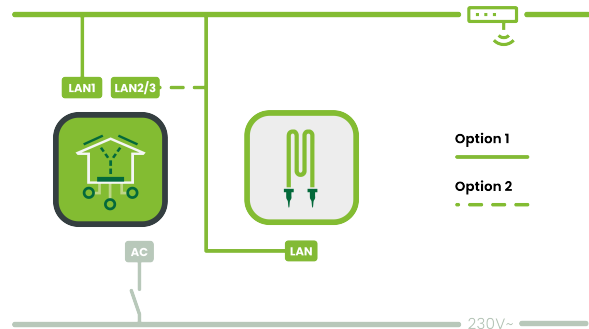 LAN1
LAN2/3
Option 1
Option 2
AC
LAN
230V~